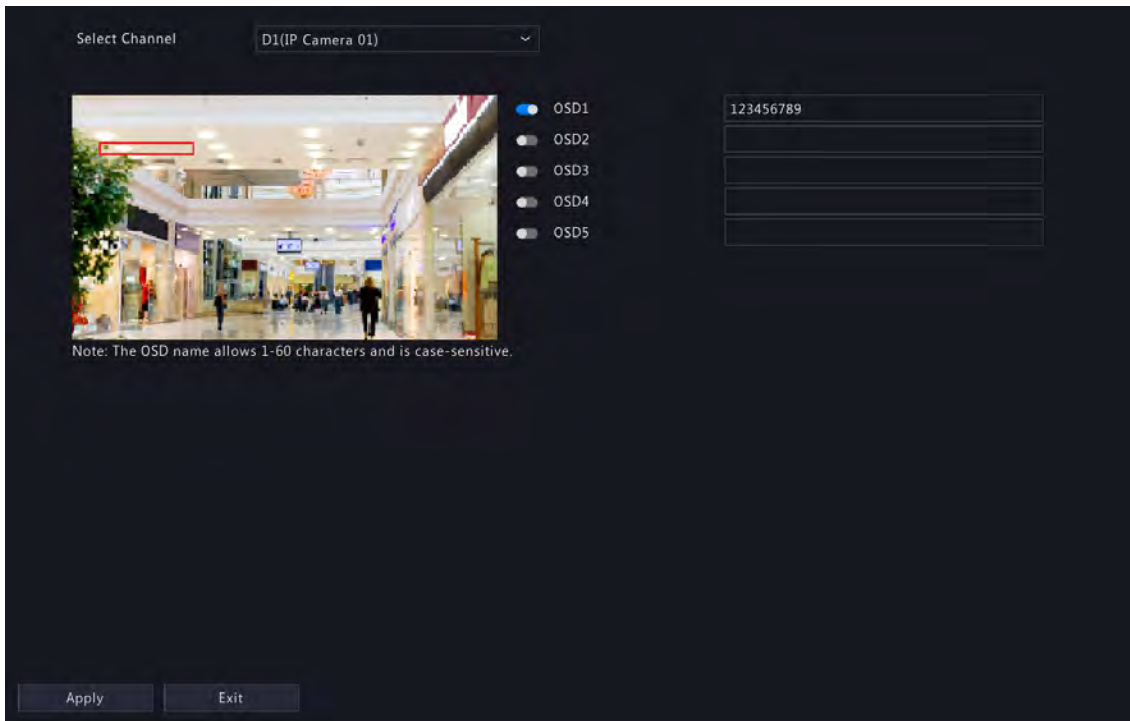 Select Channel D1(IP Camera 01)
OSD1 123456789
OSD2
OSD3
OSD4
OSD5
Note: The OSD name allows 1-60 characters and is case-sensitive.
Apply Exit